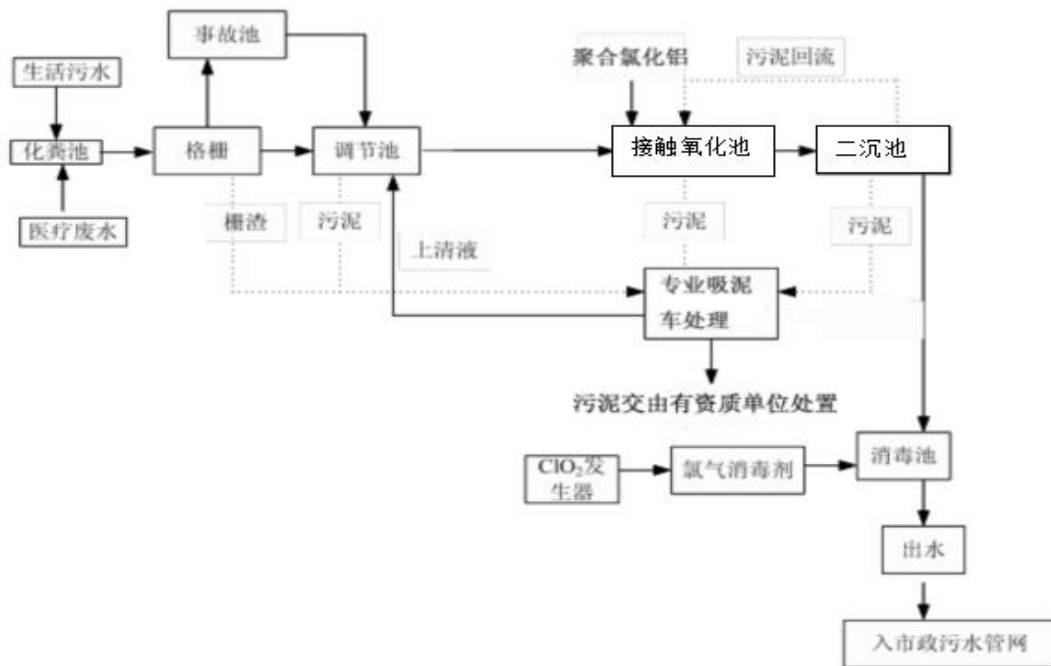 事故池
生活污水
聚合氯化铝
污泥回流
化粪池
格栅
调节池
接触氧化池
二沉池
医疗废水
栅渣
污泥
污泥
污泥
上清液
专业吸泥
车处理
污泥交由有资质单位处置
ClO₂发
生器
氯气消毒剂
消毒池
出水
入市政污水管网